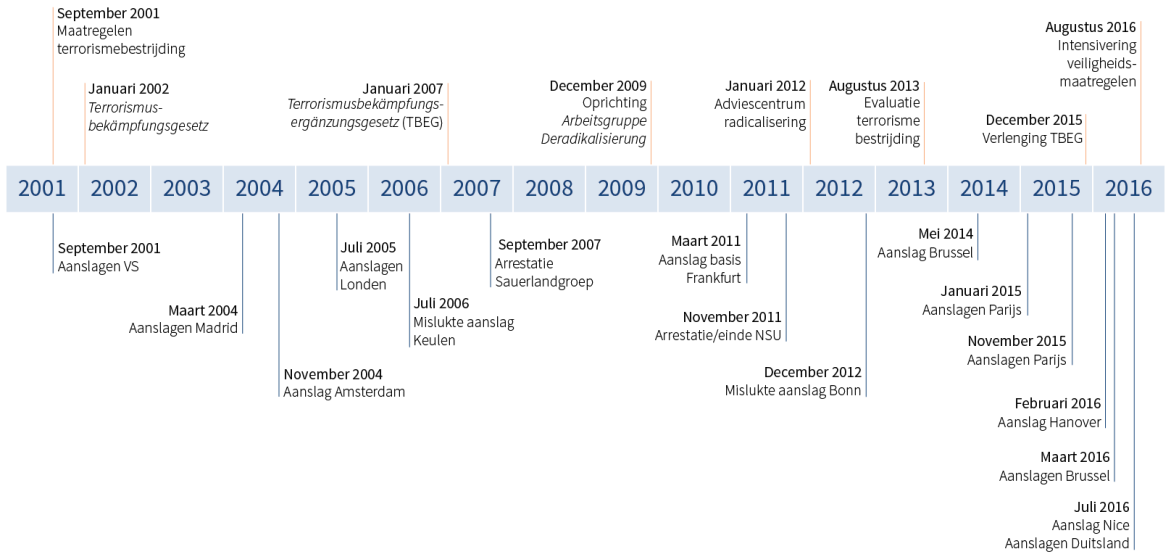 September 2001
Maatregelen
terrorismebestrijding
Januari 2002
Terrorismus-
bekämpfungsgesetz
Januari 2007
Terrorismusbekämpfungs-
ergänzungsgesetz (TBEG)
December 2009
Oprichting
Arbeitsgruppe
Deradikalisierung
Januari 2012
Adviescentrum
radicalisering
Augustus 2013
Evaluatie
terrorisme
bestrijding
December 2015
Verlenging TBEG
Augustus 2016
Intensivering
veiligheids-
maatregelen
2001 2002 2003 2004 2005 2006 2007 2008 2009 2010 2011 2012 2013 2014 2015 2016
September 2001
Aanslagen VS
Maart 2004
Aanslagen Madrid
November 2004
Aanslag Amsterdam
Juli 2005
Aanslagen
Londen
Juli 2006
Mislukte aanslag
Keulen
September 2007
Arrestatie
Sauerlandgroep
Maart 2011
Aanslag basis
Frankfurt
November 2011
Arrestatie/einde NSU
December 2012
Mislukte aanslag Bonn
Mei 2014
Aanslag Brussel
Januari 2015
Aanslagen Parijs
November 2015
Aanslagen Parijs
Februari 2016
Aanslag Hanover
Maart 2016
Aanslagen Brussel
Juli 2016
Aanslag Nice
Aanslagen Duitsland